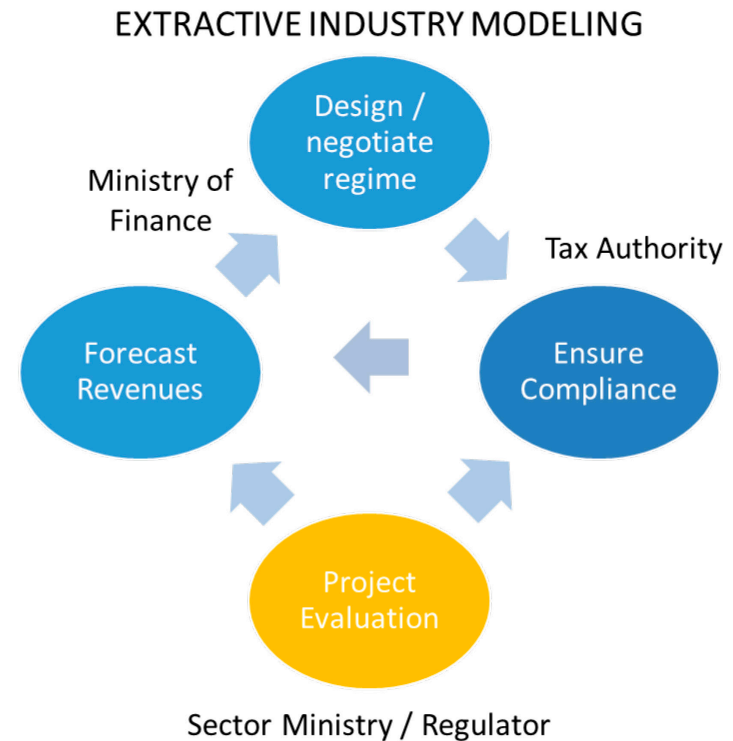 EXTRACTIVE INDUSTRY MODELING
Design /
negotiate
regime
Ministry of
Finance
Tax Authority
Forecast
Revenues
Ensure
Compliance
Project
Evaluation
Sector Ministry / Regulator